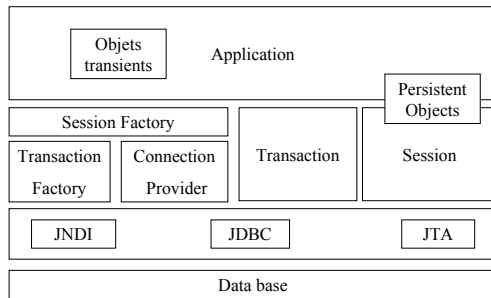 Objets
transients
Application
Persistent
Objects
Session Factory
Transaction
Factory
Connection
Provider
Transaction
Session
JNDI
JDBC
JTA
Data base